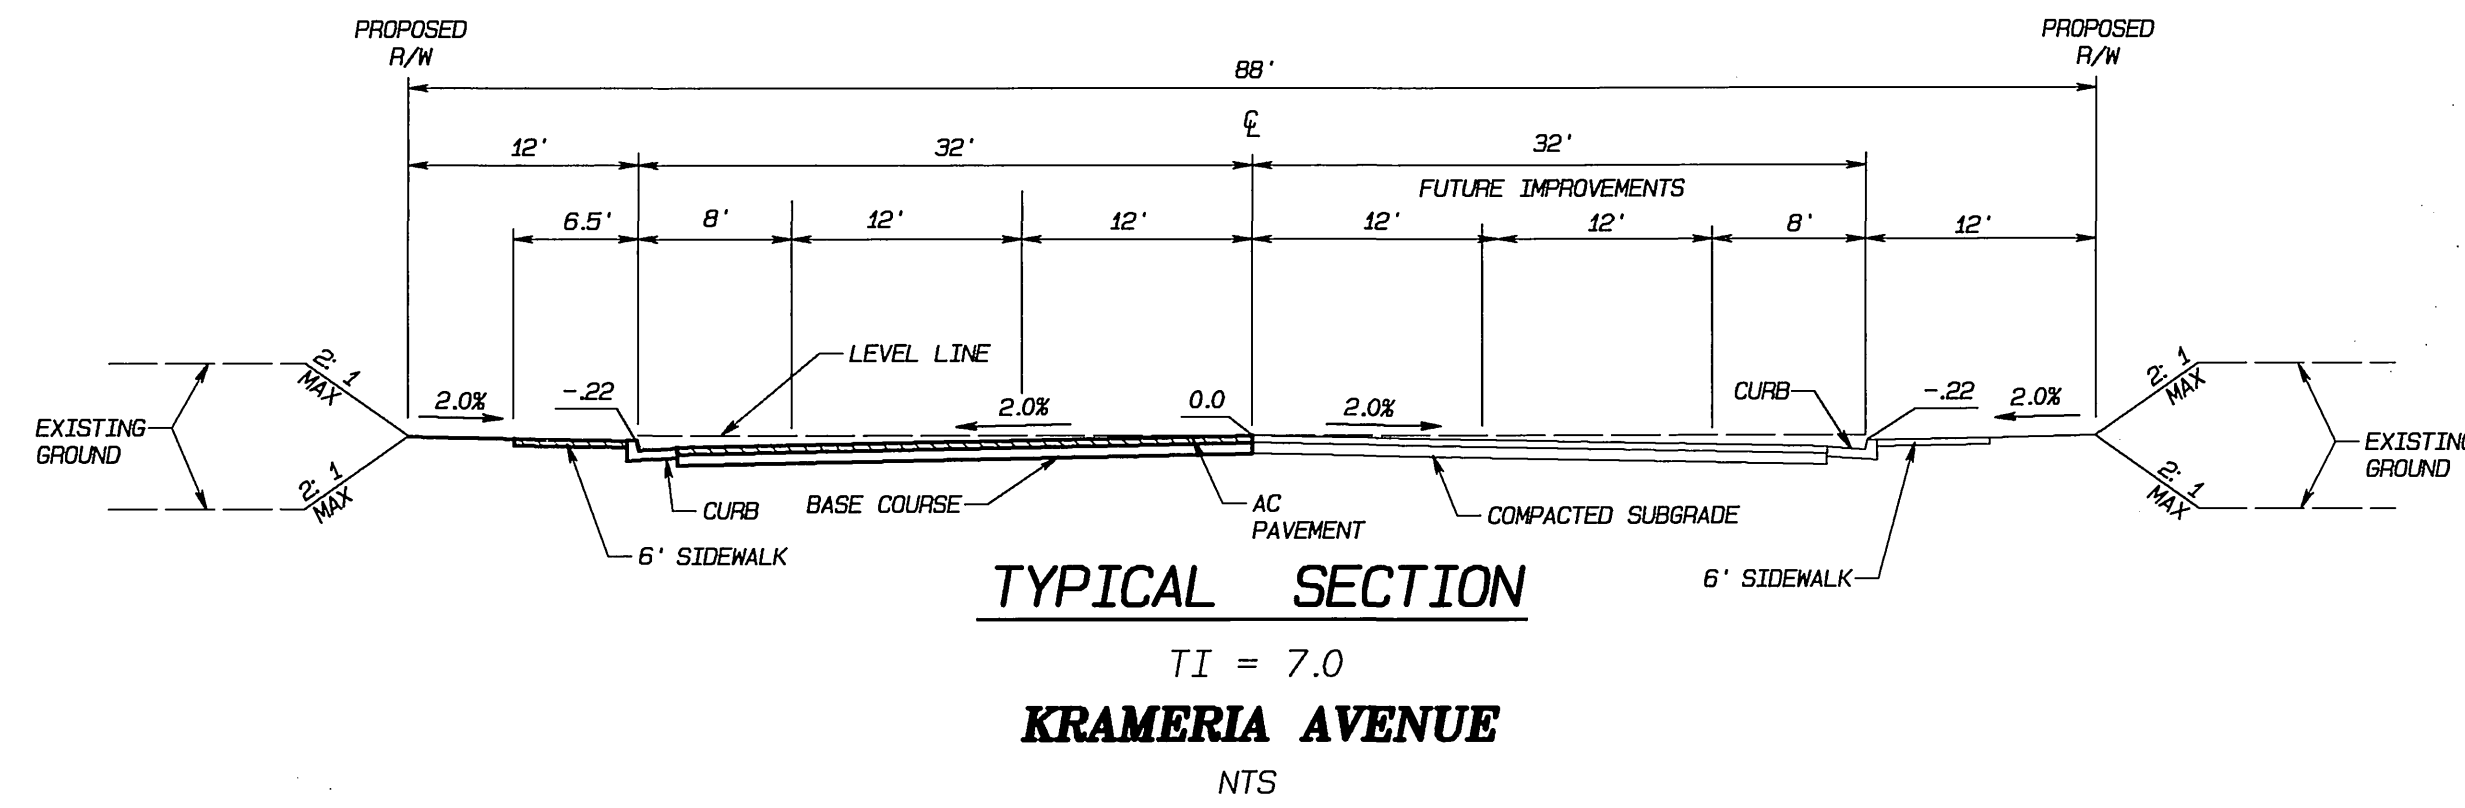 PROPOSED
R/W
PROPOSED
R/W
88'
℄
12'
32'
32'
FUTURE IMPROVEMENTS
6.5'
8'
12'
12'
12'
12'
8'
12'
LEVEL LINE
2: 1
MAX
2: 1
MAX
-.22
0.0
CURB
-.22
2.0%
2.0%
2.0%
2.0%
EXISTING
GROUND
EXISTING
GROUND
2: 1
MAX
2: 1
MAX
CURB
BASE COURSE
AC
PAVEMENT
COMPACTED SUBGRADE
6' SIDEWALK
6' SIDEWALK
TYPICAL SECTION
TI = 7.0
KRAMERIA AVENUE
NTS